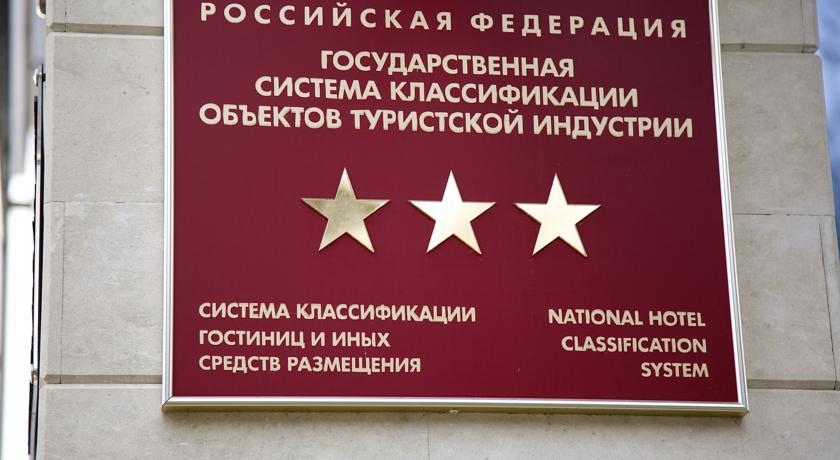 РОССИЙСКАЯ ФЕДЕРАЦИЯ
ГОСУДАРСТВЕННАЯ
СИСТЕМА КЛАССИФИКАЦИИ
ОБЪЕКТОВ ТУРИСТСКОЙ ИНДУСТРИИ
СИСТЕМА КЛАССИФИКАЦИИ
ГОСТИНИЦ И ИНЫХ
СРЕДСТВ РАЗМЕЩЕНИЯ
NATIONAL HOTEL
CLASSIFICATION
SYSTEM